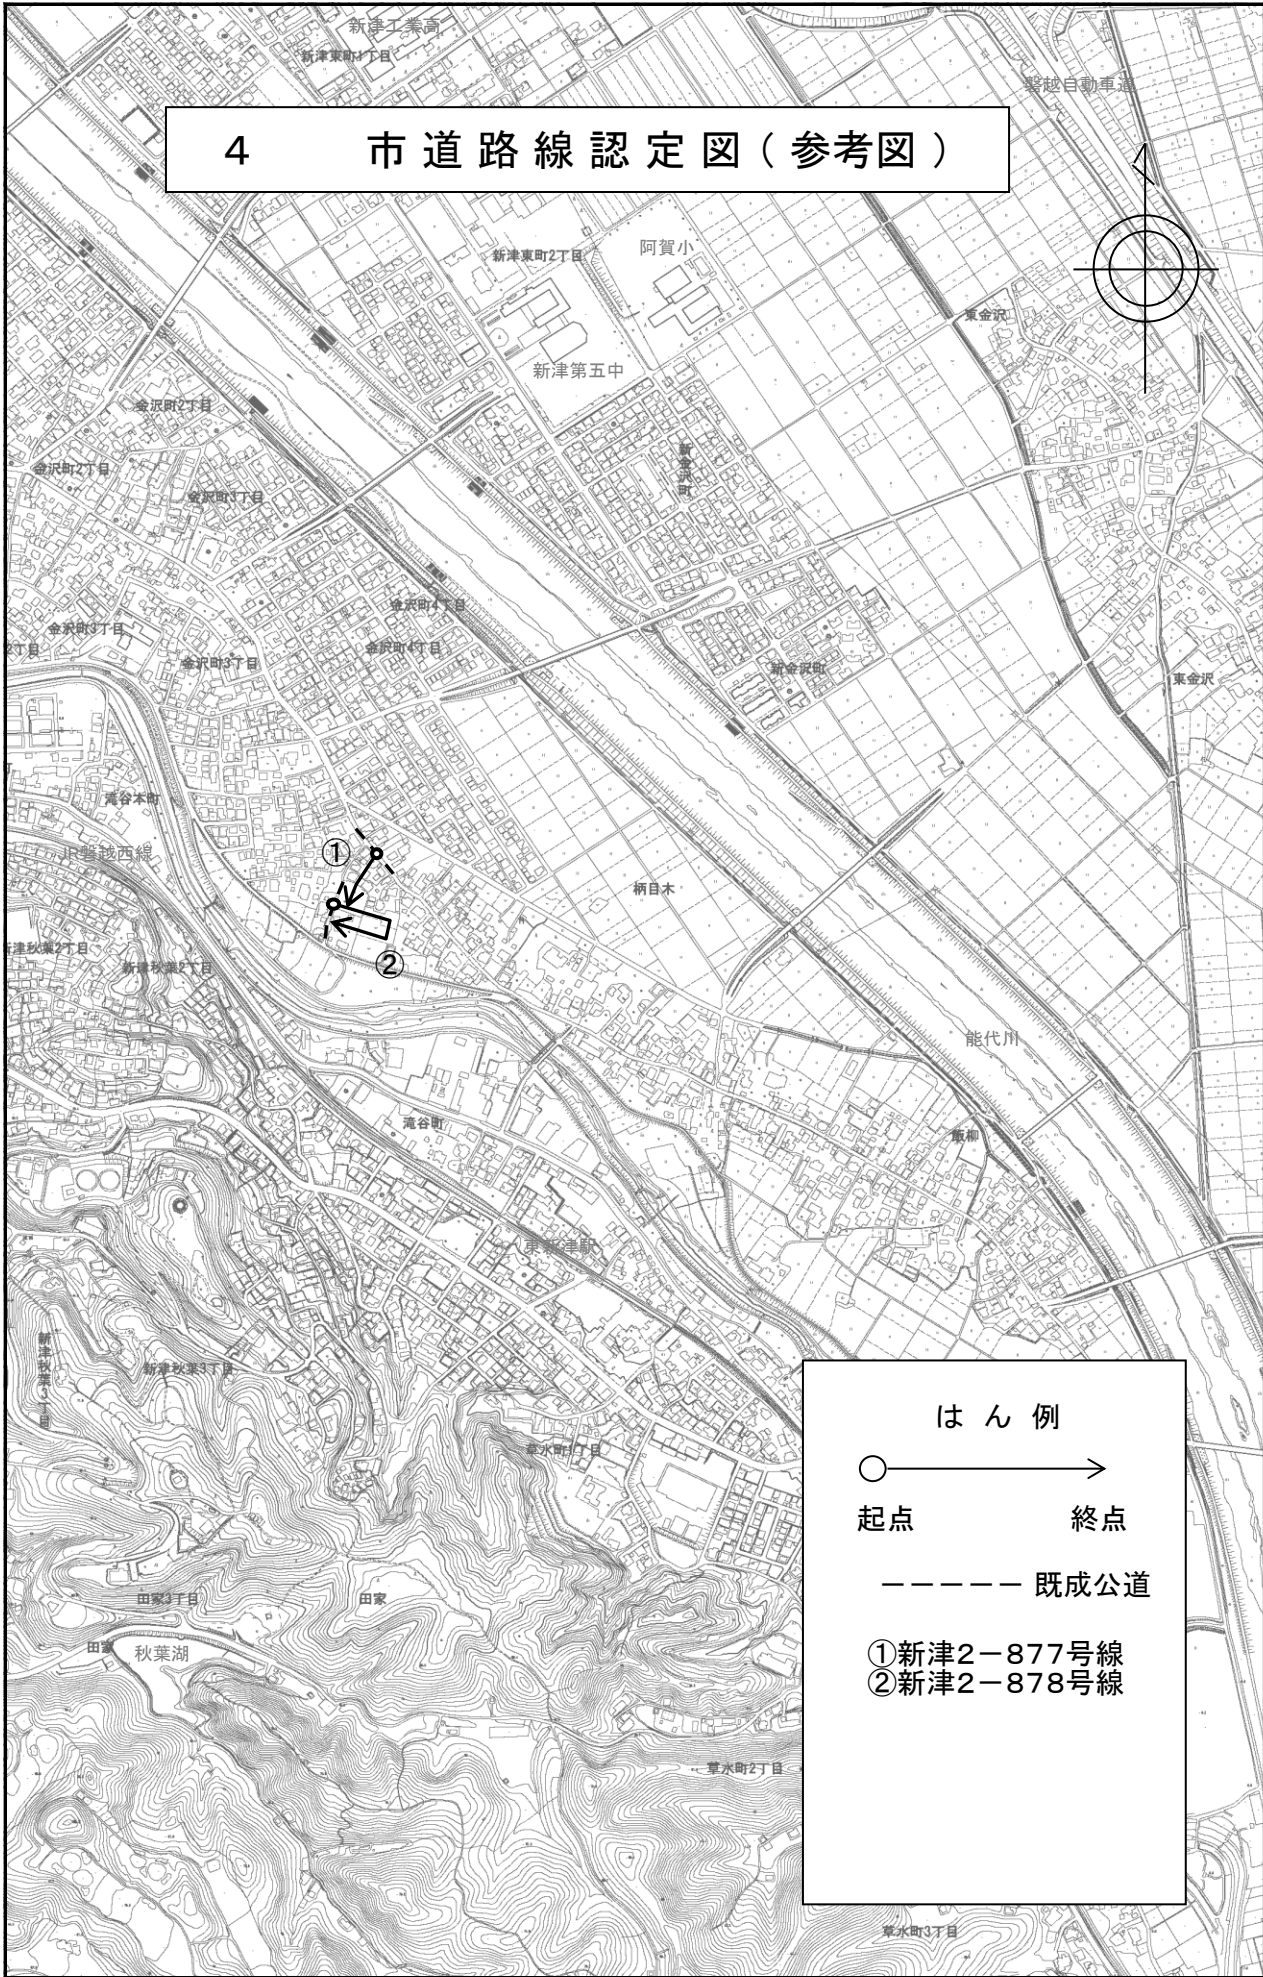 新津工業高
新津東町1丁目
磐越自動車道
4 市道路線認定図(参考図)
新津東町2丁目
阿賀小
東金沢
新津第五中
金沢町2丁目
新金沢町
金沢町2丁目
金沢町3丁目
金沢町4丁目
金沢町3丁目
2丁目
金沢町4丁目
金沢町3丁目
新金沢町
東金沢
滝谷本町
JR磐越西線
①
柄目木
新津秋葉2丁目
新津秋葉2丁目
②
能代川
滝谷町
飯柳
東新津駅
新津秋葉3丁目
新津秋葉3丁目
はん例
起点 終点
草水町1丁目
----- 既成公道
田家3丁目
田家
田家
秋葉湖
①新津2-877号線
②新津2-878号線
草水町2丁目
草水町3丁目